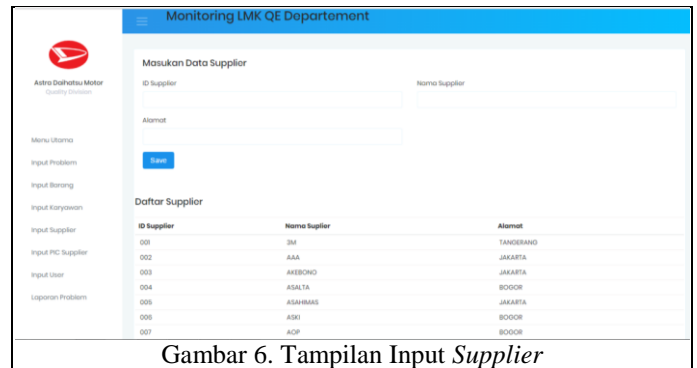 Monitoring LMK QE Departement
Astra Daihatsu Motor
Quality Division
Menu Utama
Input Problem
Input Barang
Input Karyawan
Input Supplier
Input PIC Supplier
Input User
Laporan Problem
Masukan Data Supplier
ID Supplier Nama Supplier
Alamat
Save
Daftar Supplier
ID Supplier Nama Suplier Alamat
001 3M TANGERANG
002 AAA JAKARTA
003 AKEBONO JAKARTA
004 ASALTA BOGOR
005 ASAHIMAS JAKARTA
006 ASKI BOGOR
007 AOP BOGOR
Gambar 6. Tampilan Input Supplier